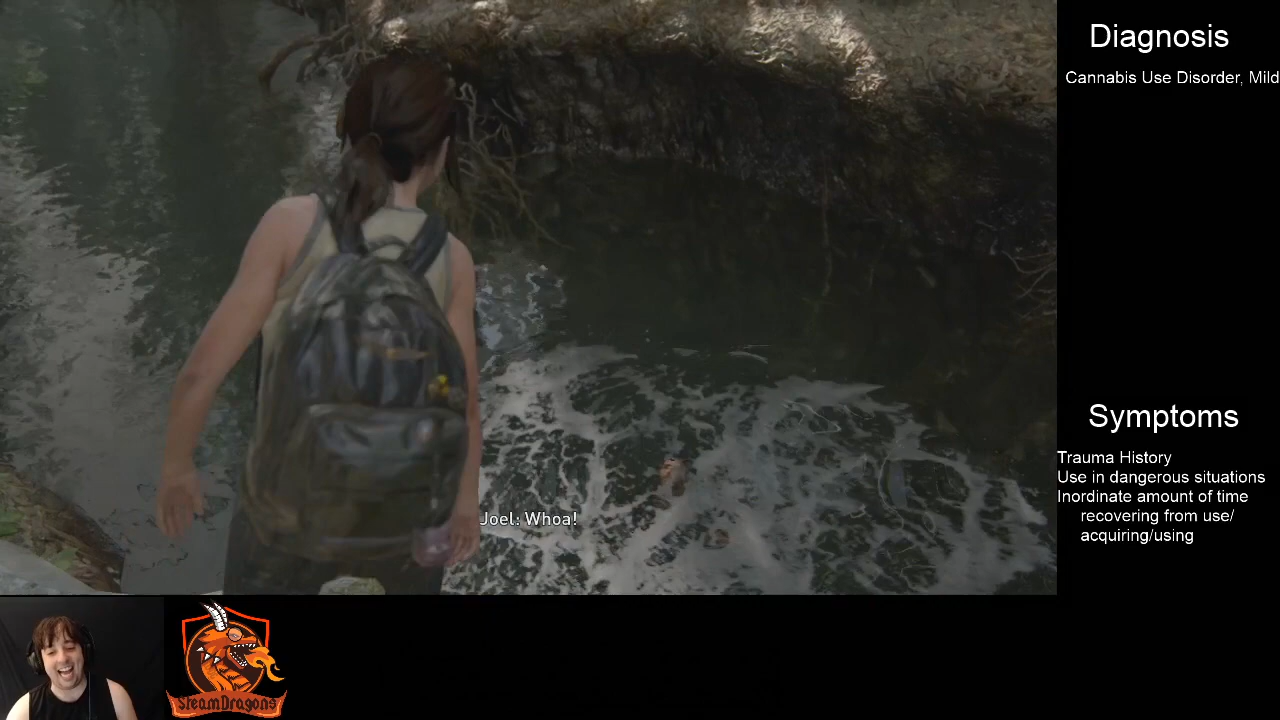 Diagnosis
Cannabis Use Disorder, Mild
Symptoms
Trauma History
Use in dangerous situations
Inordinate amount of time
recovering from use/
acquiring/using
Joel: Whoa!
SteamDragons